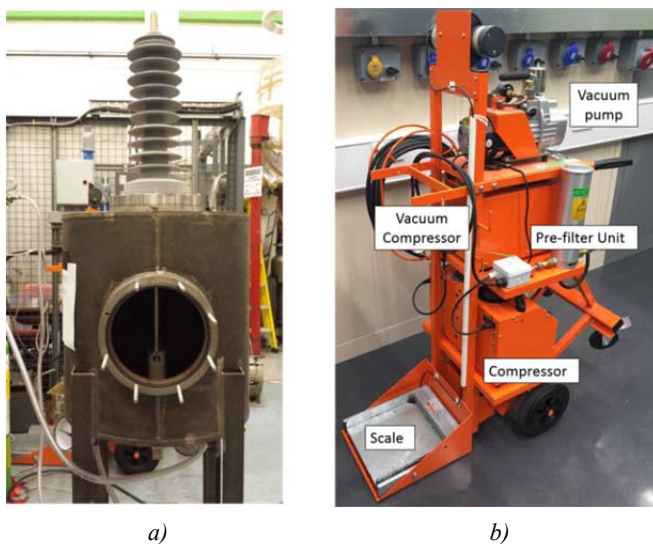 Vacuum
pump
Vacuum
Compressor
Pre-filter Unit
Compressor
Scale
a)
b)